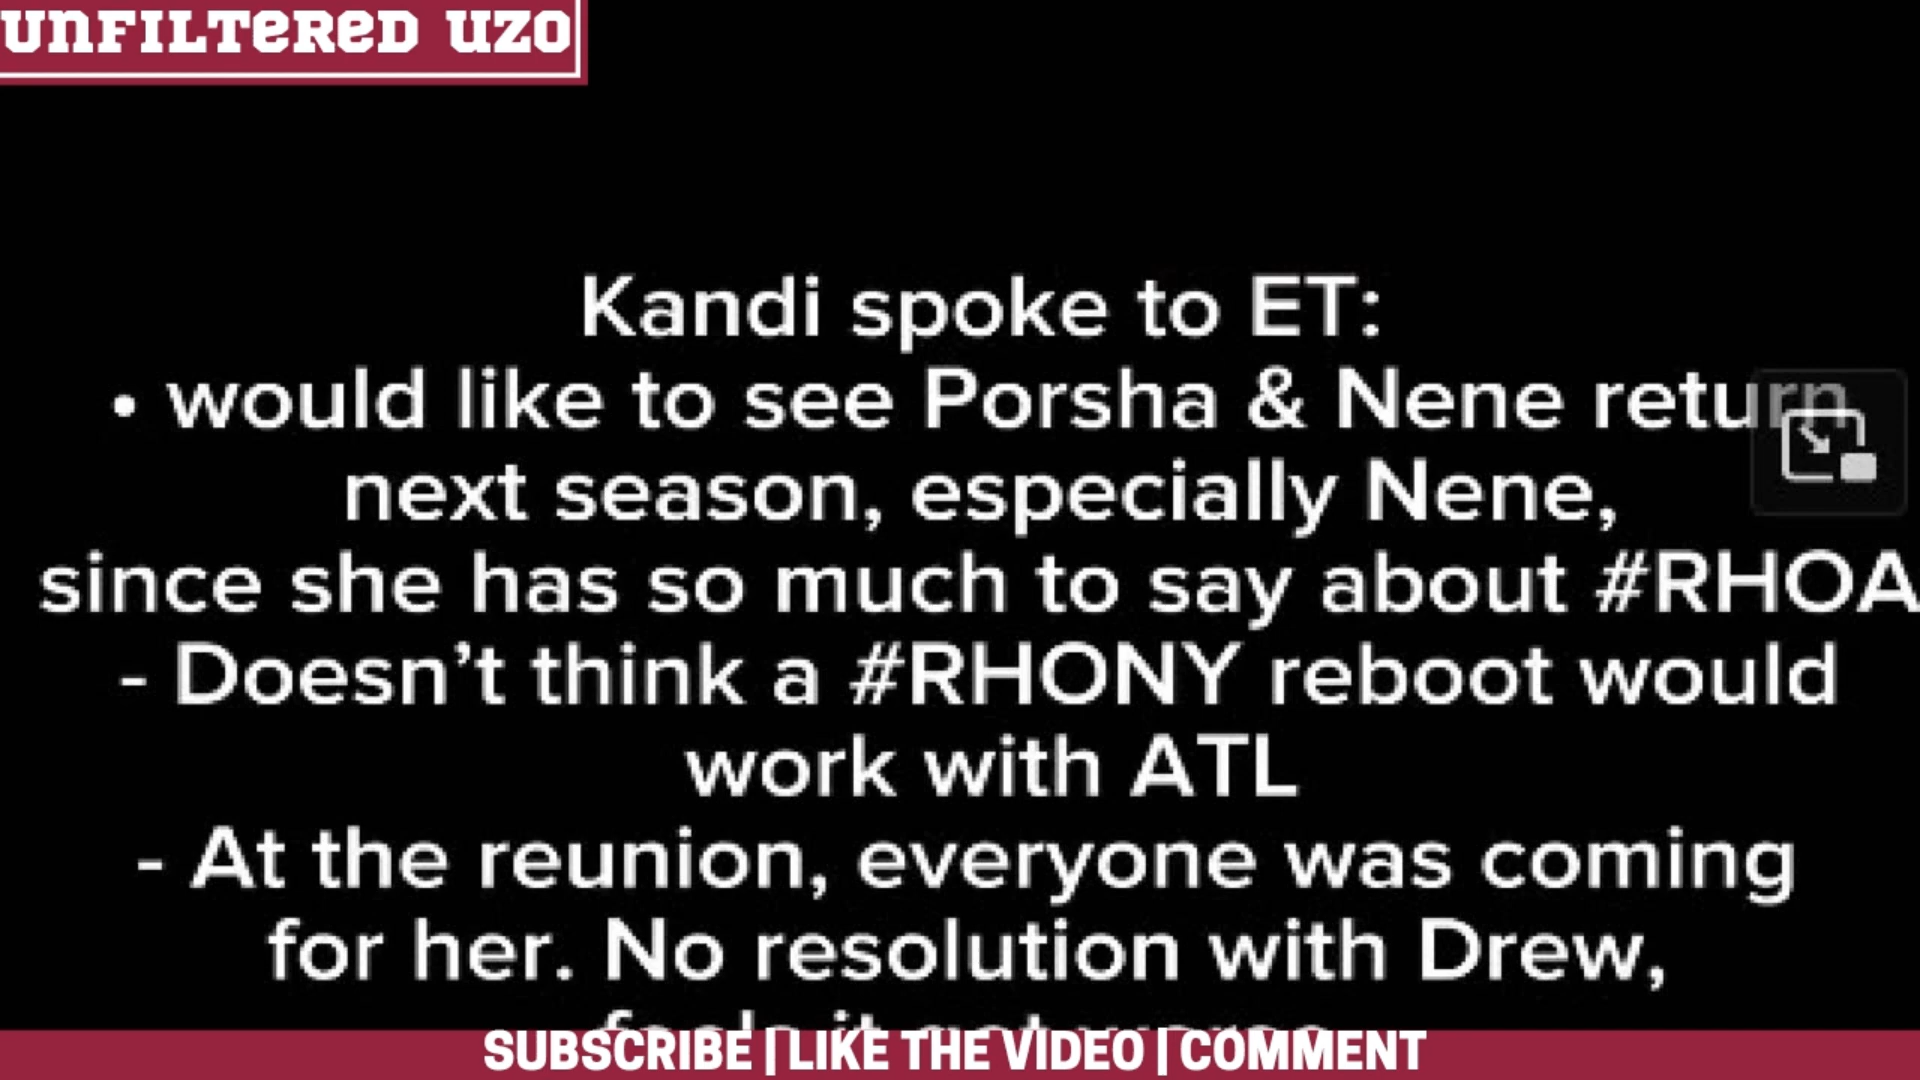 UNFILTERED UZO
Kandi spoke to ET:
• would like to see Porsha & Nene return
next season, especially Nene,
since she has so much to say about #RHOA
- Doesn't think a #RHONY reboot would
work with ATL
- At the reunion, everyone was coming
for her. No resolution with Drew,
SUBSCRIBE | LIKE THE VIDEO | COMMENT